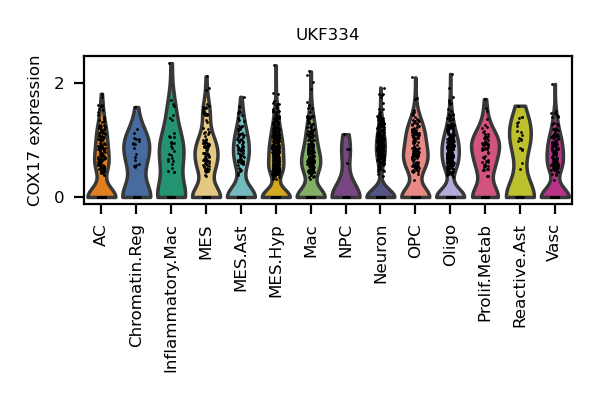 UKF334
COX17 expression
2
0
AC
Chromatin.Reg
Inflammatory.Mac
MES
MES.Ast
MES.Hyp
Mac
NPC
Neuron
OPC
Oligo
Prolif.Metab
Reactive.Ast
Vasc